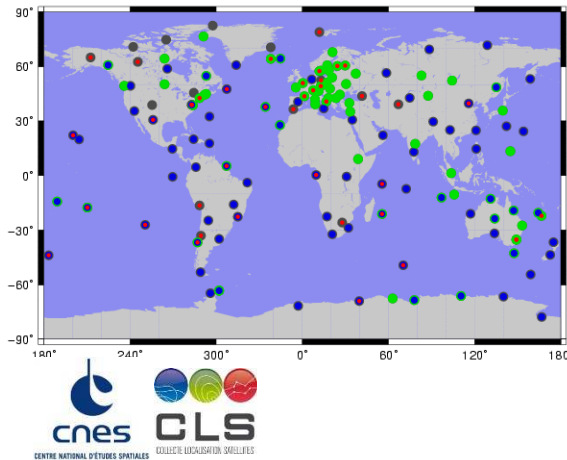 90°
60°
30°
0°
−30°
−60°
−90°
180° 240° 300° 0° 60° 120° 180
cnes
CENTRE NATIONAL D'ÉTUDES SPATIALES
CLS
COLLECTE LOCALISATION SATELLITES